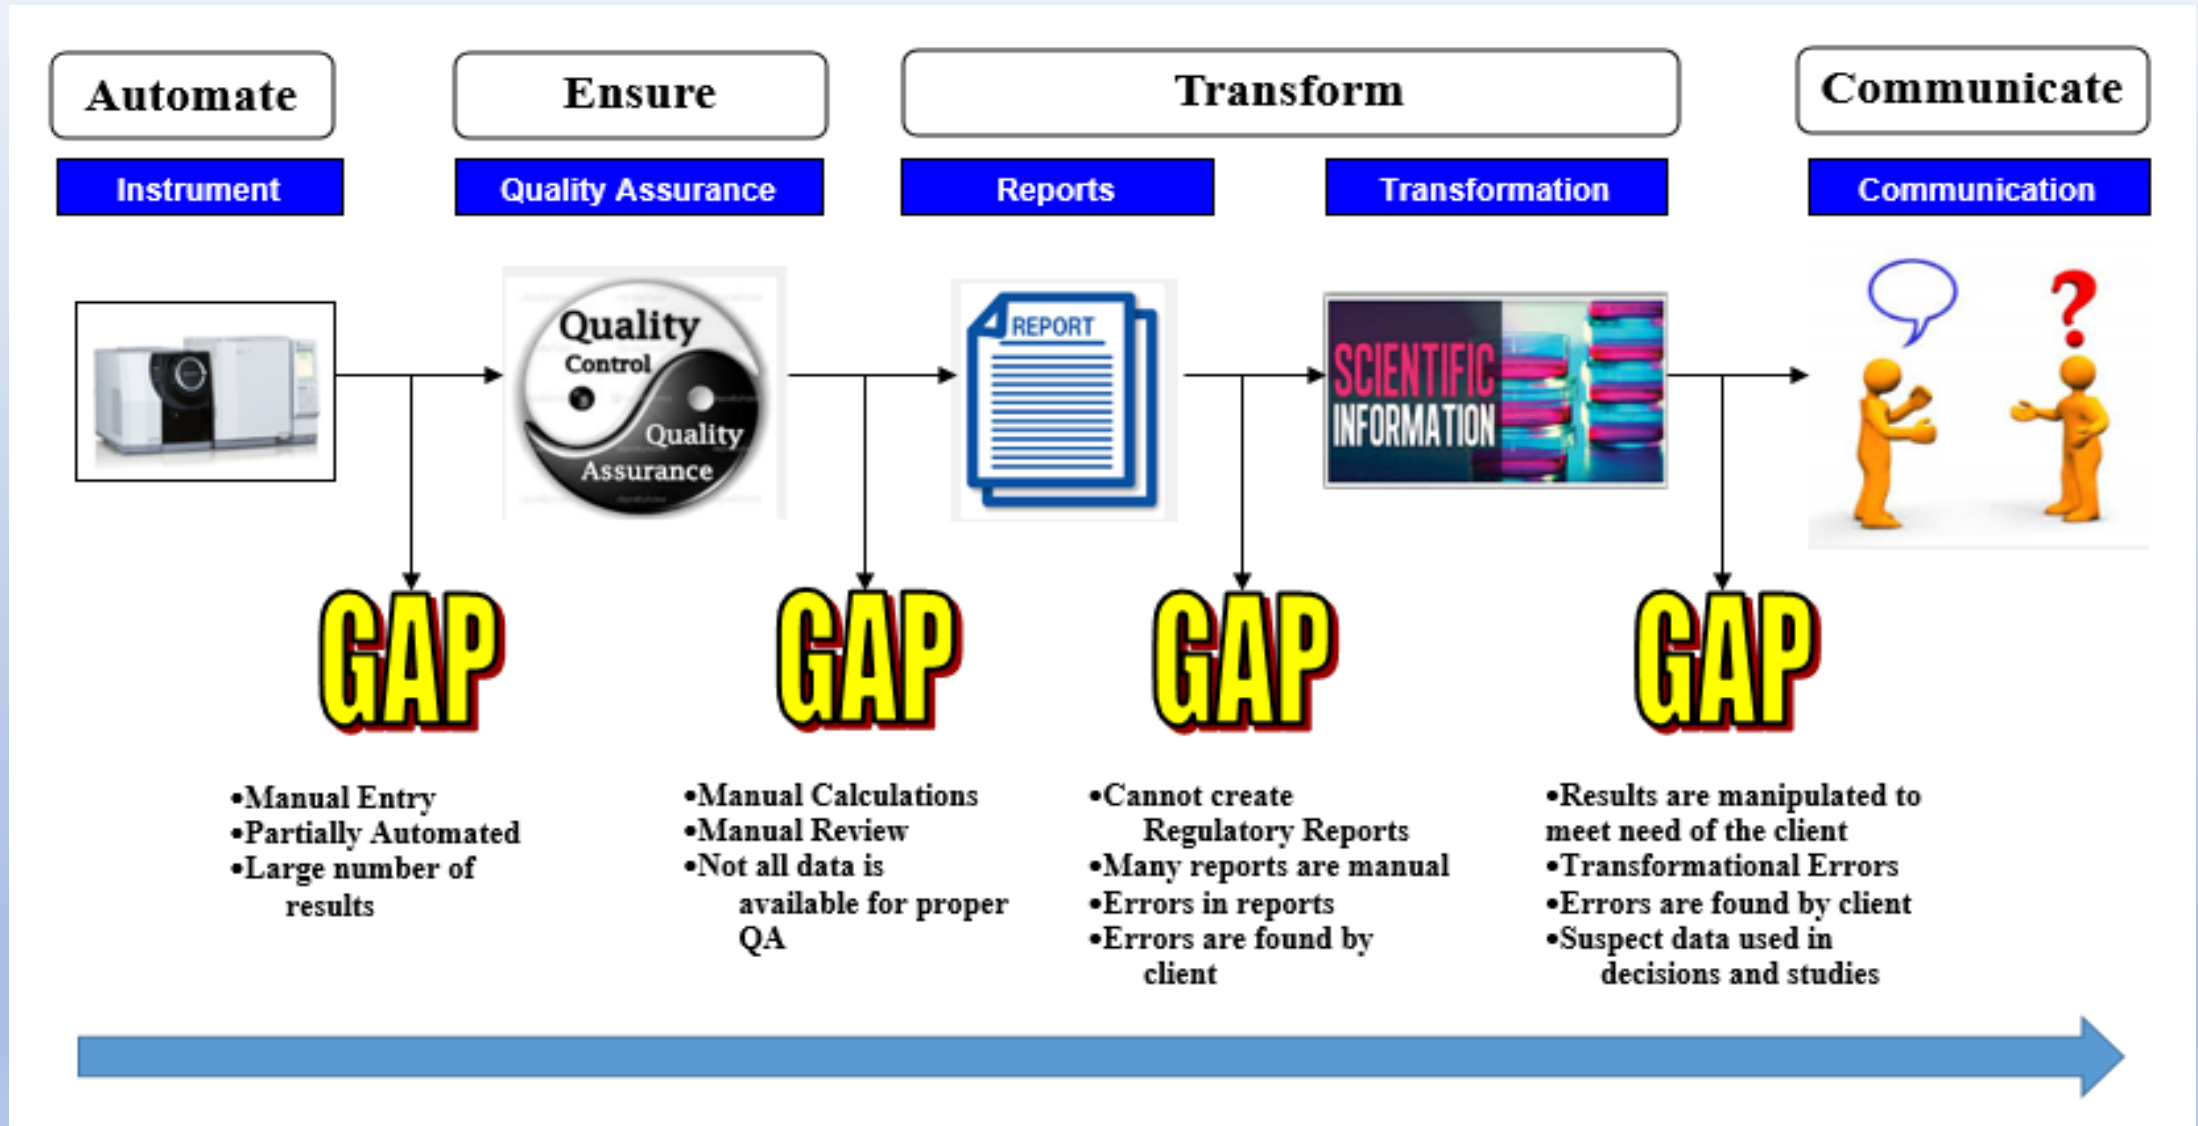 Automate
Ensure
Transform
Communicate
Instrument
Quality Assurance
Reports
Transformation
Communication
Quality
Control
Quality
Assurance
REPORT
SCIENTIFIC
INFORMATION
?
GAP
GAP
GAP
GAP
•Manual Entry
•Partially Automated
•Large number of
results
•Manual Calculations
•Manual Review
•Not all data is
available for proper
QA
•Cannot create
Regulatory Reports
•Many reports are manual
•Errors in reports
•Errors are found by
client
•Results are manipulated to
meet need of the client
•Transformational Errors
•Errors are found by client
•Suspect data used in
decisions and studies